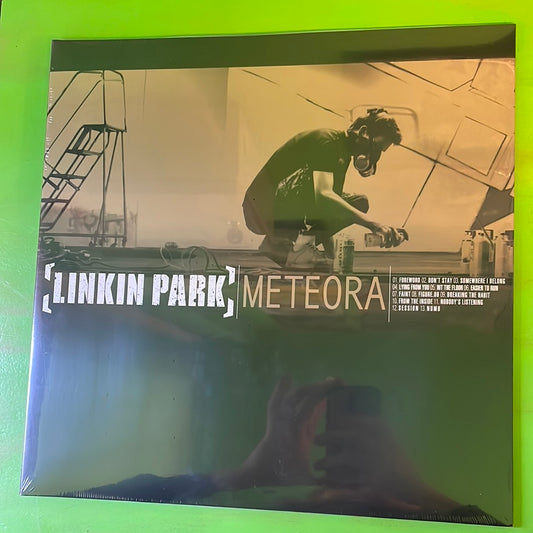 [LINKIN PARK] METEORA
01. FOREWORD 02. DON'T STAY 03. SOMEWHERE I BELONG
04. LYING FROM YOU 05. HIT THE FLOOR 06. EASIER TO RUN
07. FAINT 08. FIGURE.09 09. BREAKING THE HABIT
10. FROM THE INSIDE 11. NOBODY'S LISTENING
12. SESSION 13. NUMB